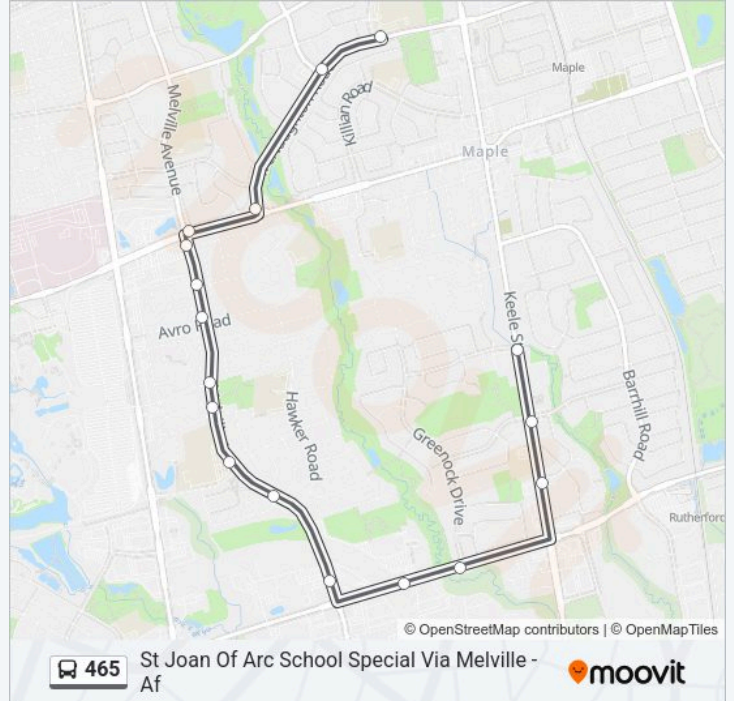 Maple
Melville Avenue
Killian Road
Maple
Keele St
Avro Road
Barrhill Road
Hawker Road
Greenock Drive
Rutherford
© OpenStreetMap contributors | © OpenMapTiles
465
St Joan Of Arc School Special Via Melville -
Af
moovit